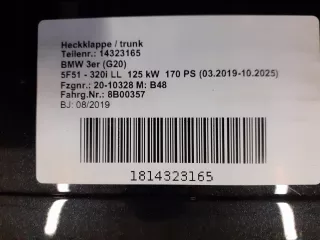 Heckklappe / trunk
Teilenr.: 14323165
BMW 3er (G20)
5F51 - 320i LL 125 kW 170 PS (03.2019-10.2025)
Fzgnr.: 20-10328 M: B48
Fahrg.Nr.: 8B00357
BJ: 08/2019
1814323165